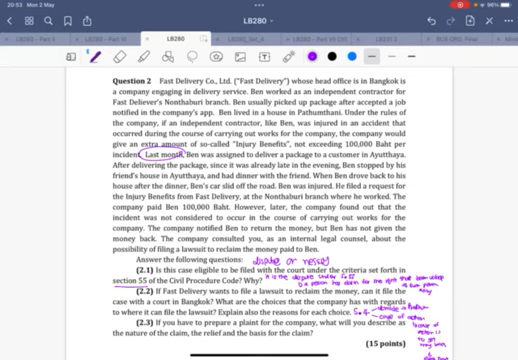 20:53 Mon 2 May
LB280
LB280
LB280_Set_A
LB280 Part VII CIVI
LB231 2
BUS ORG. Final
Question 2 Fast Delivery Co., Ltd. ("Fast Delivery") whose head office is in Bangkok is
a company engaging in delivery service. Ben worked as an independent contractor for
Fast Deliever's Nonthaburi branch. Ben usually picked up package after accepted a job
notified in the company's app. Ben lived in a house in Pathumthani. Under the rules of
the company, if an independent contractor, like Ben, was injured in an accident that
occurred during the course of carrying out works for the company, the company would
give an extra amount of so-called "Injury Benefits", not exceeding 100,000 Baht per
incident. Last month, Ben was assigned to deliver a package to a customer in Ayutthaya.
After delivering the package, since it was already late in the evening, Ben stopped by his
friend's house in Ayutthaya, and had dinner with the friend. When Ben drove back to
his house after the dinner, Ben's car slid off the road. Ben was injured. He filed a request
for the Injury Benefits from Fast Delivery, at the Nonthaburi branch where he worked. The
company paid Ben 100,000 Baht. However, later, the company found out that the
incident was not considered to occur in the course of carrying out works for the
company. The company notified Ben to return the money, but Ben has not given the
money back. The company consulted you, as an internal legal counsel, about the
possibility of filing a lawsuit to reclaim the money paid to Ben.
Answer the following questions:
(2.1) Is this case eligible to be filed with the court under the criteria set forth in
section 55 of the Civil Procedure Code? Why?
(2.2) If Fast Delivery wants to file a lawsuit to reclaim the money, can it file the
case with a court in Bangkok? What are the choices that the company has with regards
to where it can file the lawsuit? Explain also the reasons for each choice.
(2.3) If you have to prepare a plaint for the company, what will you describe as
the nature of the claim, the relief and the basis for the claim?
(15 points)